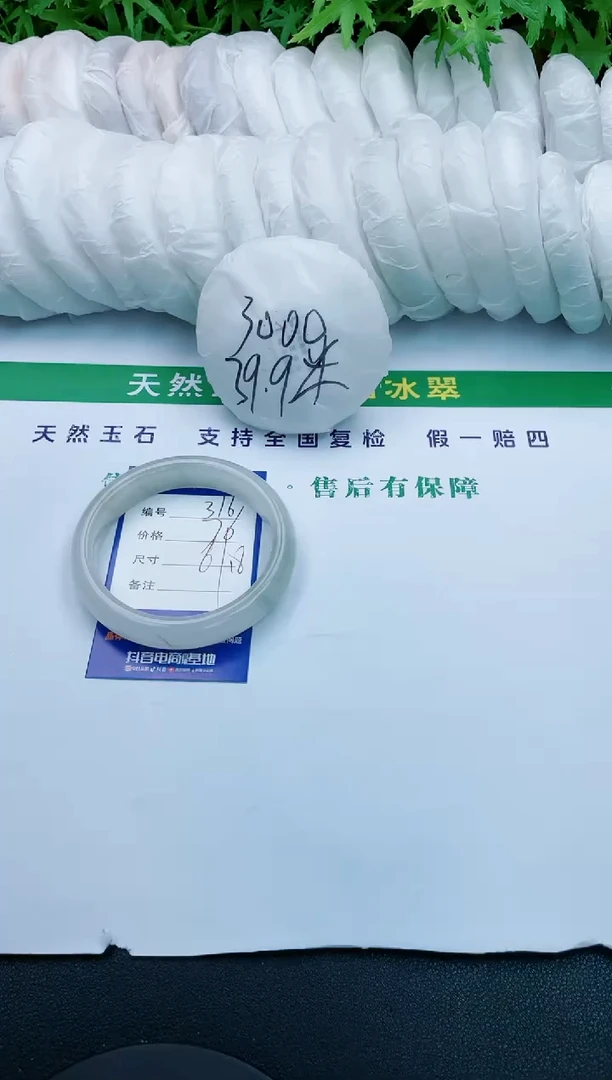 3000
39.9米
天然 冰翠
天然玉石 支持全国复检 假一赔四
。售后有保障
编号 3161
价格 76
尺寸
备注
抖音电商基地